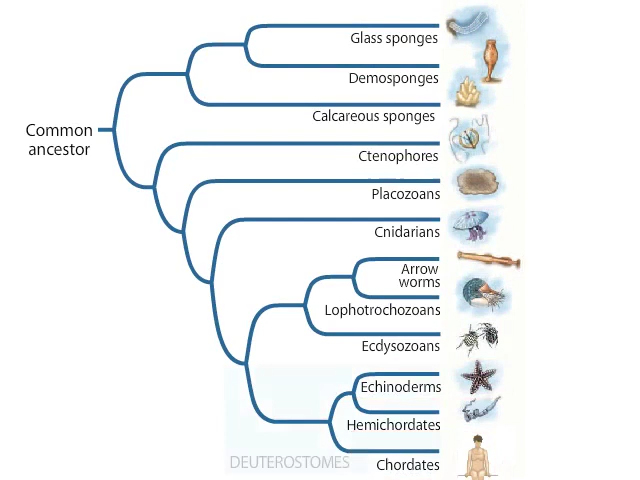 Glass sponges
Demosponges
Calcareous sponges
Common
ancestor
Ctenophores
Placozoans
Cnidarians
Arrow
worms
Lophotrochozoans
Ecdysozoans
Echinoderms
Hemichordates
DEUTEROSTOMES
Chordates